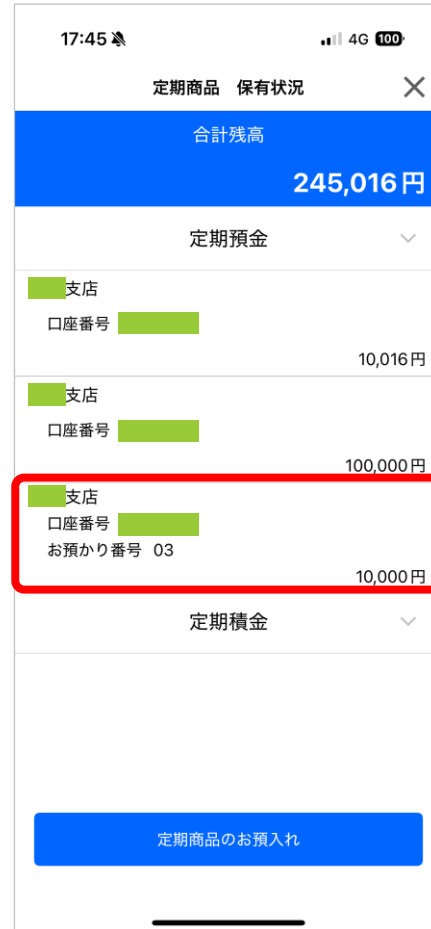 17:45 4G 100
定期商品 保有状況
合計残高
245,016円
定期預金
支店
口座番号
10,016円
支店
口座番号
100,000円
支店
口座番号
お預かり番号 03
10,000円
定期積金
定期商品のお預入れ